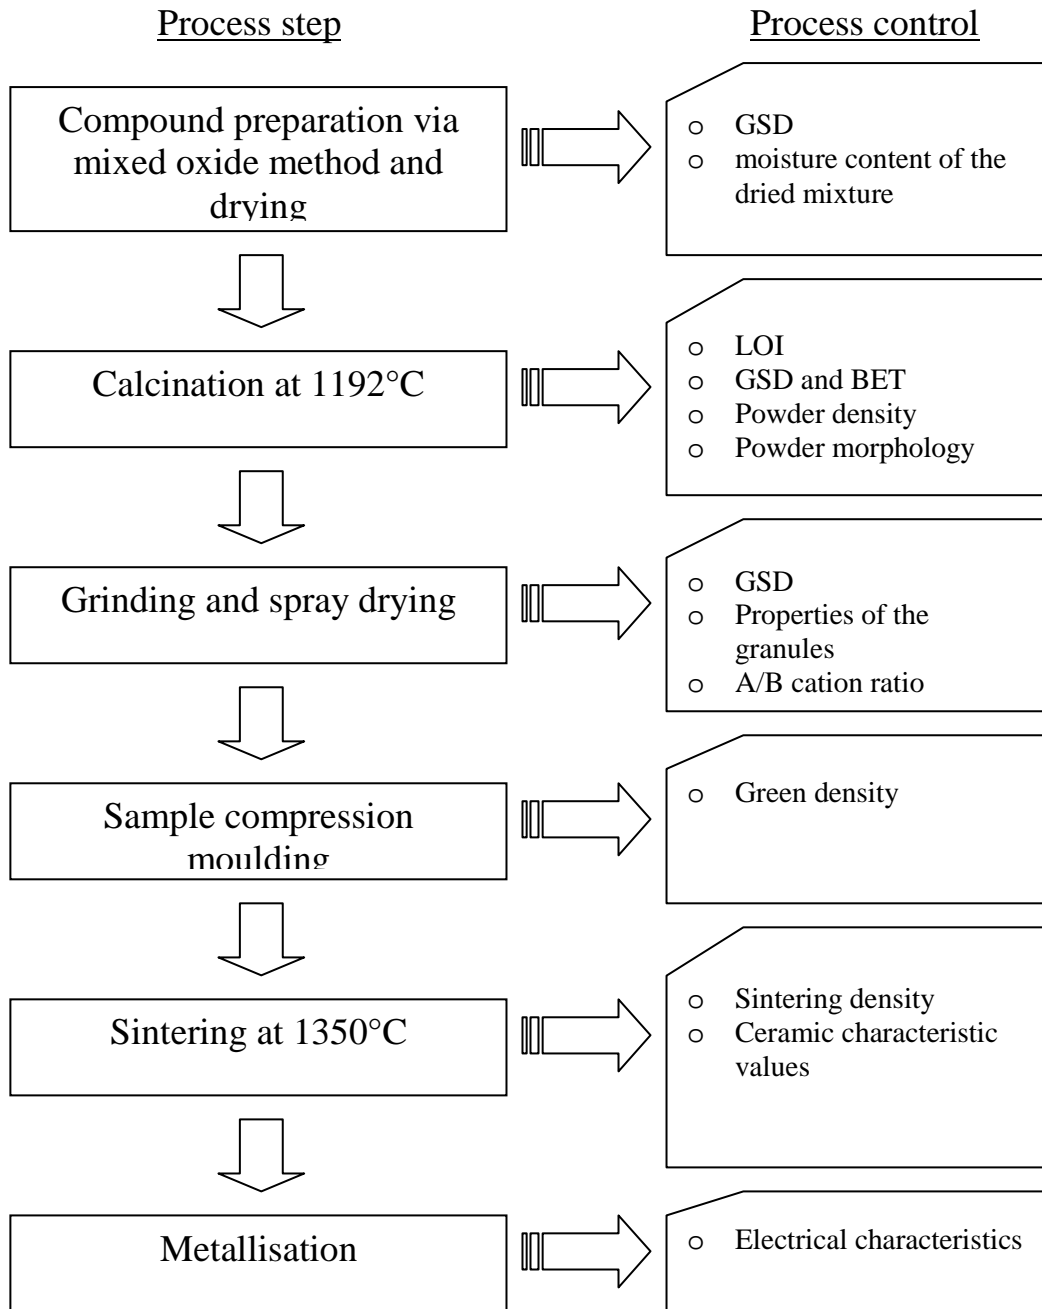 Process step
Process control
Compound preparation via
mixed oxide method and
drying
o GSD
o moisture content of the
dried mixture
Calcination at 1192°C
o LOI
o GSD and BET
o Powder density
o Powder morphology
Grinding and spray drying
o GSD
o Properties of the
granules
o A/B cation ratio
Sample compression
moulding
o Green density
Sintering at 1350°C
o Sintering density
o Ceramic characteristic
values
Metallisation
o Electrical characteristics